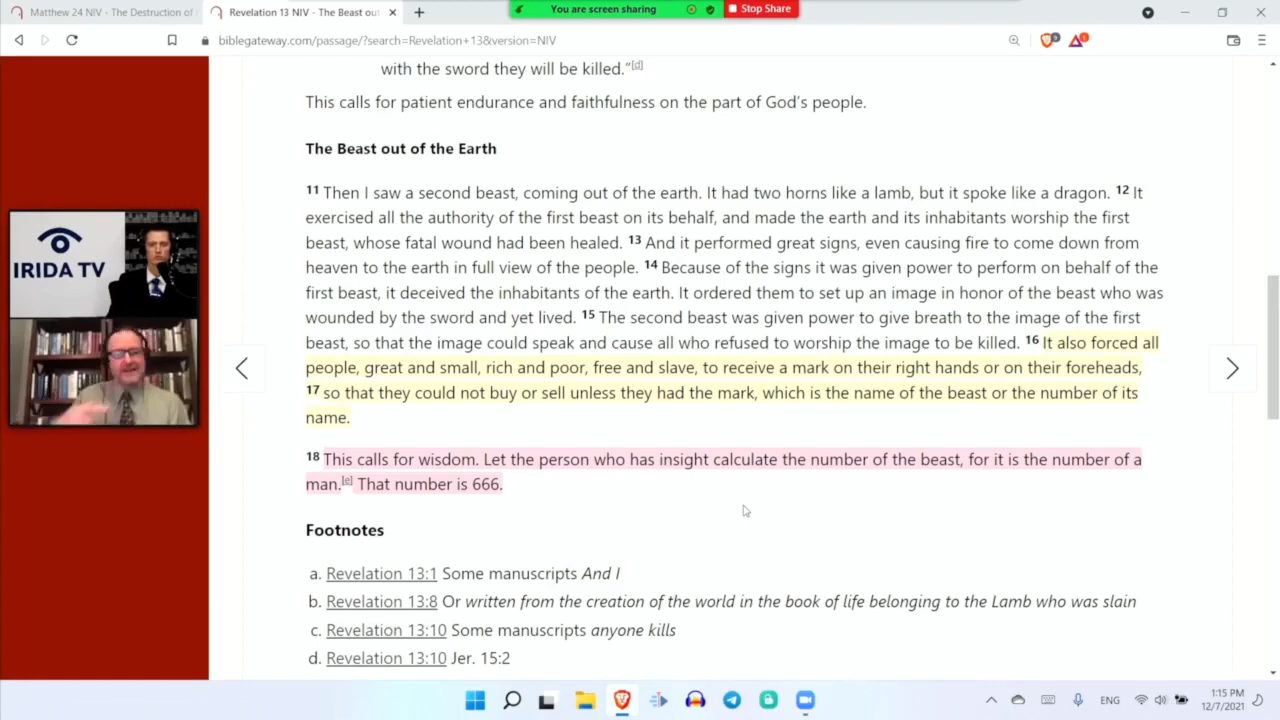 Matthew 24 NIV - The Destruction of
Revelation 13 NIV - The Beast out
You are screen sharing
Stop Share
biblegateway.com/passage/?search=Revelation+13&version=NIV
with the sword they will be killed.”[d]
This calls for patient endurance and faithfulness on the part of God’s people.
The Beast out of the Earth
11 Then I saw a second beast, coming out of the earth. It had two horns like a lamb, but it spoke like a dragon. 12 It
exercised all the authority of the first beast on its behalf, and made the earth and its inhabitants worship the first
beast, whose fatal wound had been healed. 13 And it performed great signs, even causing fire to come down from
heaven to the earth in full view of the people. 14 Because of the signs it was given power to perform on behalf of the
first beast, it deceived the inhabitants of the earth. It ordered them to set up an image in honor of the beast who was
wounded by the sword and yet lived. 15 The second beast was given power to give breath to the image of the first
beast, so that the image could speak and cause all who refused to worship the image to be killed. 16 It also forced all
people, great and small, rich and poor, free and slave, to receive a mark on their right hands or on their foreheads,
17 so that they could not buy or sell unless they had the mark, which is the name of the beast or the number of its
name.
18 This calls for wisdom. Let the person who has insight calculate the number of the beast, for it is the number of a
man.[e] That number is 666.
Footnotes
a. Revelation 13:1 Some manuscripts And I
b. Revelation 13:8 Or written from the creation of the world in the book of life belonging to the Lamb who was slain
c. Revelation 13:10 Some manuscripts anyone kills
d. Revelation 13:10 Jer. 15:2
IRIDA TV
ENG
1:15 PM
12/7/2021